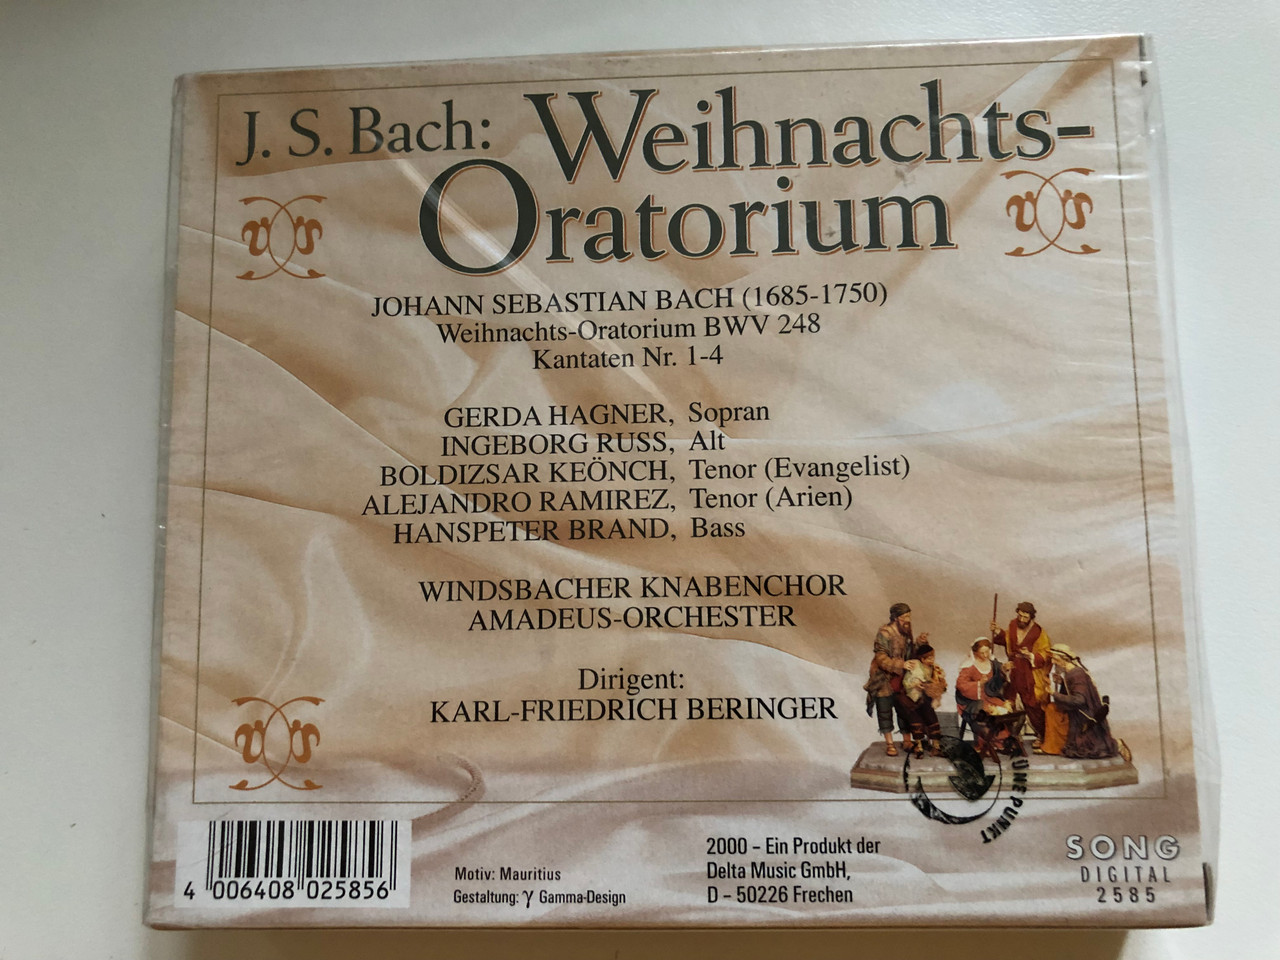 J. S. Bach: Weihnachts-
Oratorium
JOHANN SEBASTIAN BACH (1685-1750)
Weihnachts-Oratorium BWV 248
Kantaten Nr. 1-4
GERDA HAGNER, Sopran
INGEBORG RUSS, Alt
BOLDIZSAR KEÖNCH, Tenor (Evangelist)
ALEJANDRO RAMIREZ, Tenor (Arien)
HANSPETER BRAND, Bass
WINDSBACHER KNABENCHOR
AMADEUS-ORCHESTER
Dirigent:
KARL-FRIEDRICH BERINGER
PUNKT
4 006408 025856
Motiv: Mauritius
Gestaltung: γ Gamma-Design
2000 – Ein Produkt der
Delta Music GmbH,
D – 50226 Frechen
SONG
DIGITAL
2585